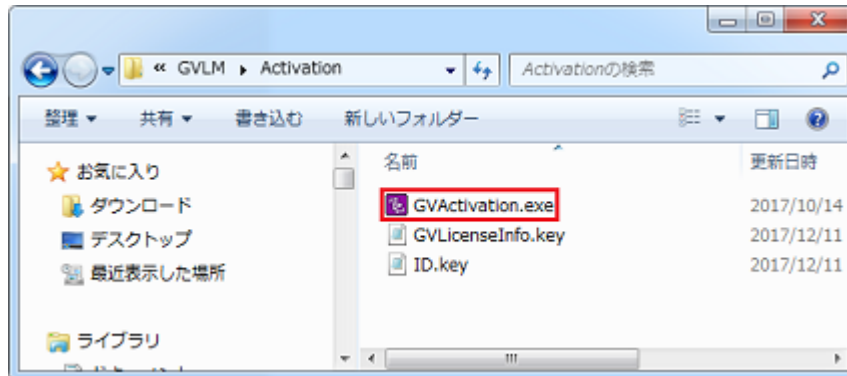 « GVLM ▸ Activation
Activationの検索
整理 ▼ 共有 ▼ 書き込む 新しいフォルダー
お気に入り
ダウンロード
デスクトップ
最近表示した場所
ライブラリ
名前 更新日時
GVActivation.exe 2017/10/14
GVLicenseInfo.key 2017/12/11
ID.key 2017/12/11